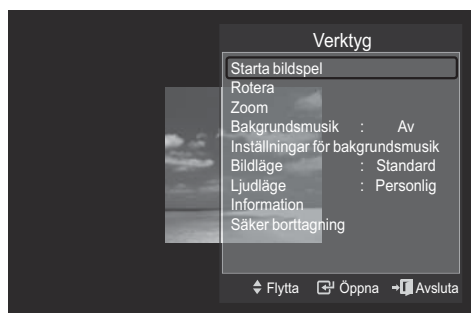 Verktyg
Starta bildspel
Rotera
Zoom
Bakgrundsmusik : Av
Inställningar för bakgrundsmusik
Bildläge : Standard
Ljudläge : Personlig
Information
Säker borttagning
Flytta Öppna Avsluta